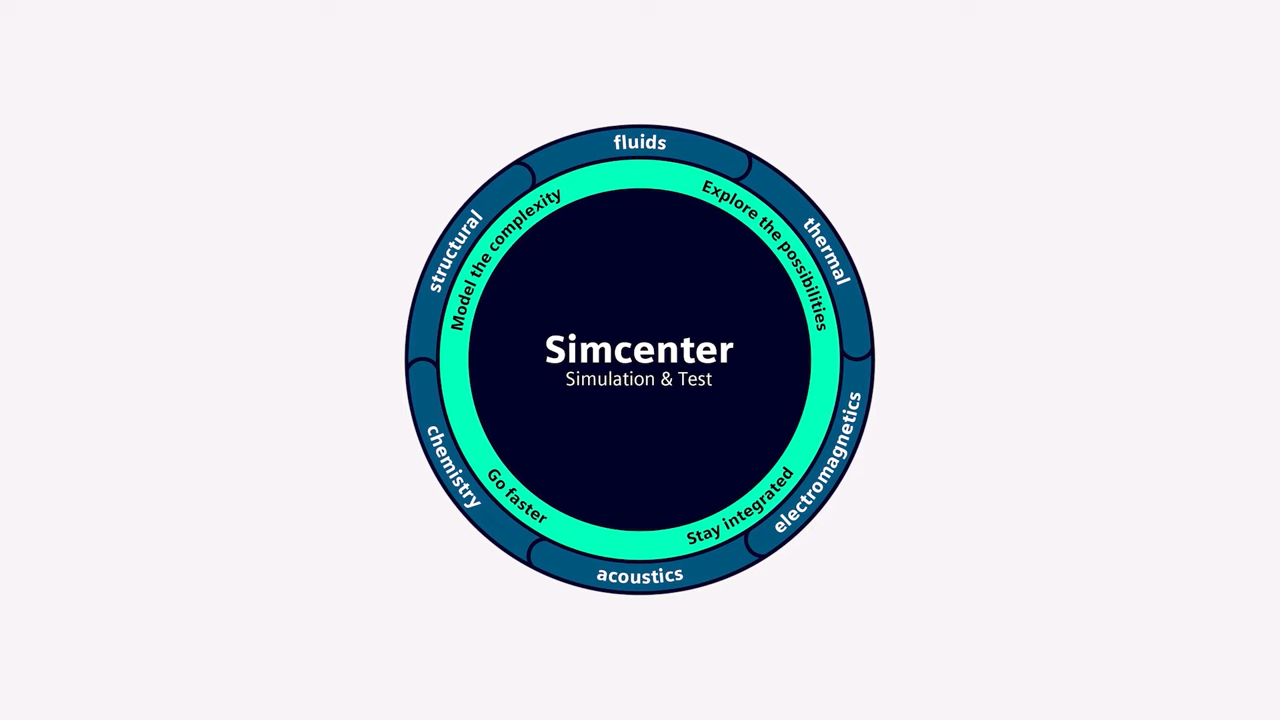 fluids
thermal
electromagnetics
acoustics
chemistry
structural
Model the complexity
Explore the possibilities
Stay integrated
Go faster
Simcenter
Simulation & Test